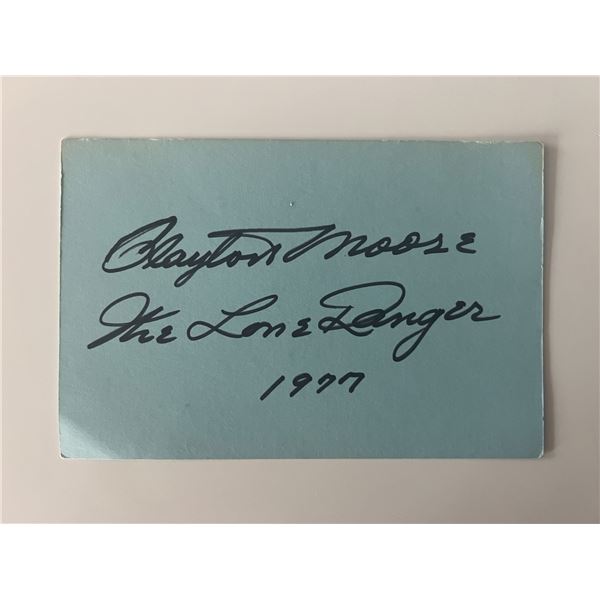 Clayton Moore
The Lone Ranger
1977